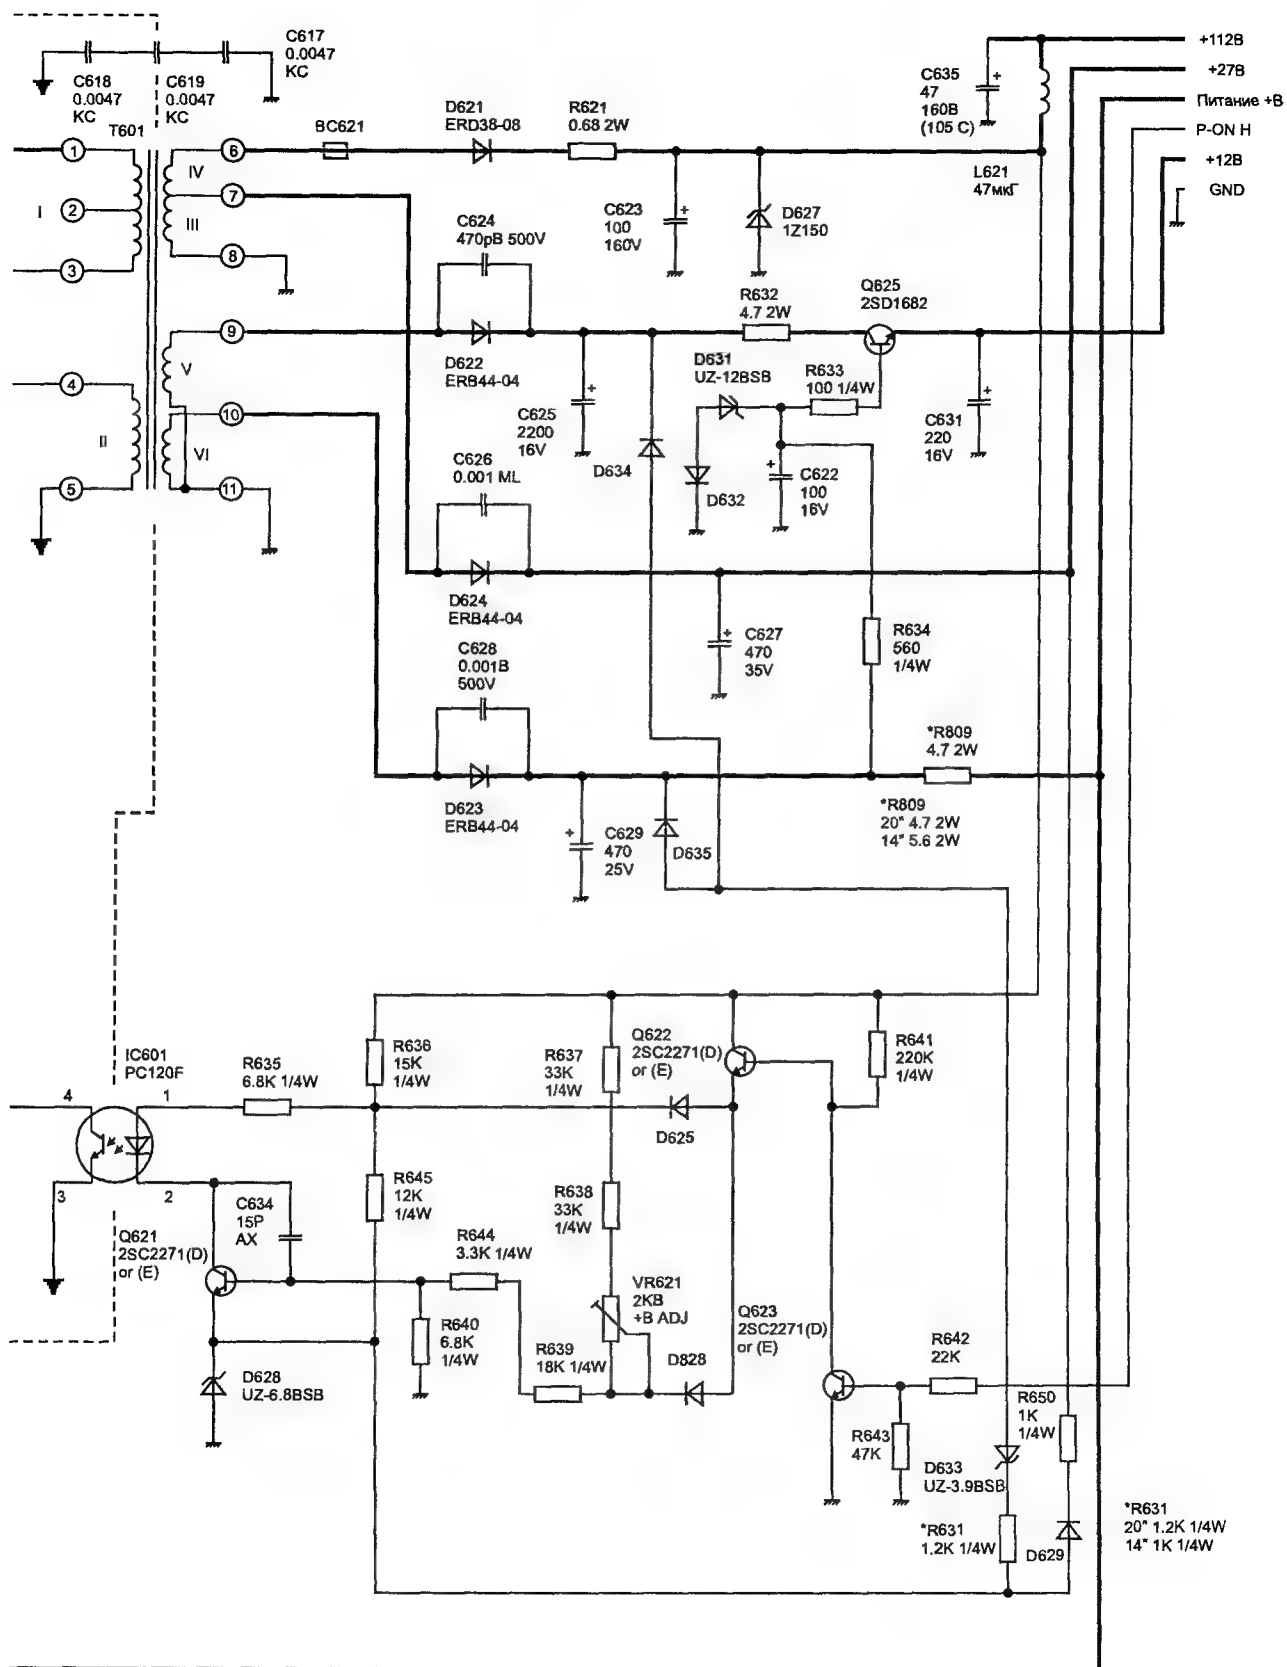 C617
0.0047
KC
C618
0.0047
KC
C619
0.0047
KC
T601
1
2
3
4
5
6
7
8
9
10
11
I
II
III
IV
V
VI
BC621
D621
ERD38-08
R621
0.68 2W
C635
47
160В
(105 C)
+112В
+27В
Питание +В
P-ON H
+12В
GND
L621
47мкГ
C624
470pB 500V
C623
100
160V
D627
1Z150
R632
4.7 2W
Q625
2SD1682
D622
ERB44-04
D631
UZ-12BSB
R633
100 1/4W
C625
2200
16V
C631
220
16V
C626
0.001 ML
D634
D632
C622
100
16V
D624
ERB44-04
C628
0.001B
500V
C627
470
35V
R634
560
1/4W
*R809
4.7 2W
D623
ERB44-04
C629
470
25V
D635
*R809
20" 4.7 2W
14" 5.6 2W
IC601
PC120F
R635
6.8K 1/4W
R636
15K
1/4W
R637
33K
1/4W
Q622
2SC2271(D)
or (E)
R641
220K
1/4W
4
1
3
2
D625
Q621
2SC2271(D)
or (E)
C634
15P
AX
R645
12K
1/4W
R638
33K
1/4W
R644
3.3K 1/4W
VR621
2KB
+B ADJ
Q623
2SC2271(D)
or (E)
R640
6.8K
1/4W
R639
18K 1/4W
D828
R642
22K
D628
UZ-6.8BSB
R643
47K
R650
1K
1/4W
D633
UZ-3.9BSB
*R631
1.2K 1/4W
D629
*R631
20" 1.2K 1/4W
14" 1K 1/4W